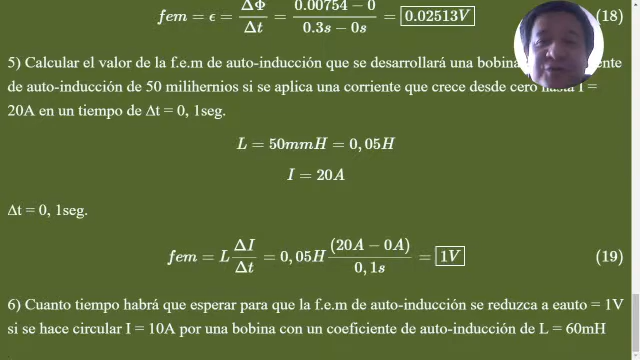 fem = ϵ = ΔΦ/Δt = 0.00754 − 0/0.3s − 0s = 0.02513V (18)
5) Calcular el valor de la f.e.m de auto-inducción que se desarrollará una bobina
de auto-inducción de 50 milihernios si se aplica una corriente que crece desde cero hasta I =
20A en un tiempo de Δt = 0, 1seg.
L = 50mmH = 0,05H
I = 20A
Δt = 0, 1seg.
fem = L ΔI/Δt = 0,05H (20A − 0A)/0,1s = 1V (19)
6) Cuanto tiempo habrá que esperar para que la f.e.m de auto-inducción se reduzca a eauto = 1V
si se hace circular I = 10A por una bobina con un coeficiente de auto-inducción de L = 60mH